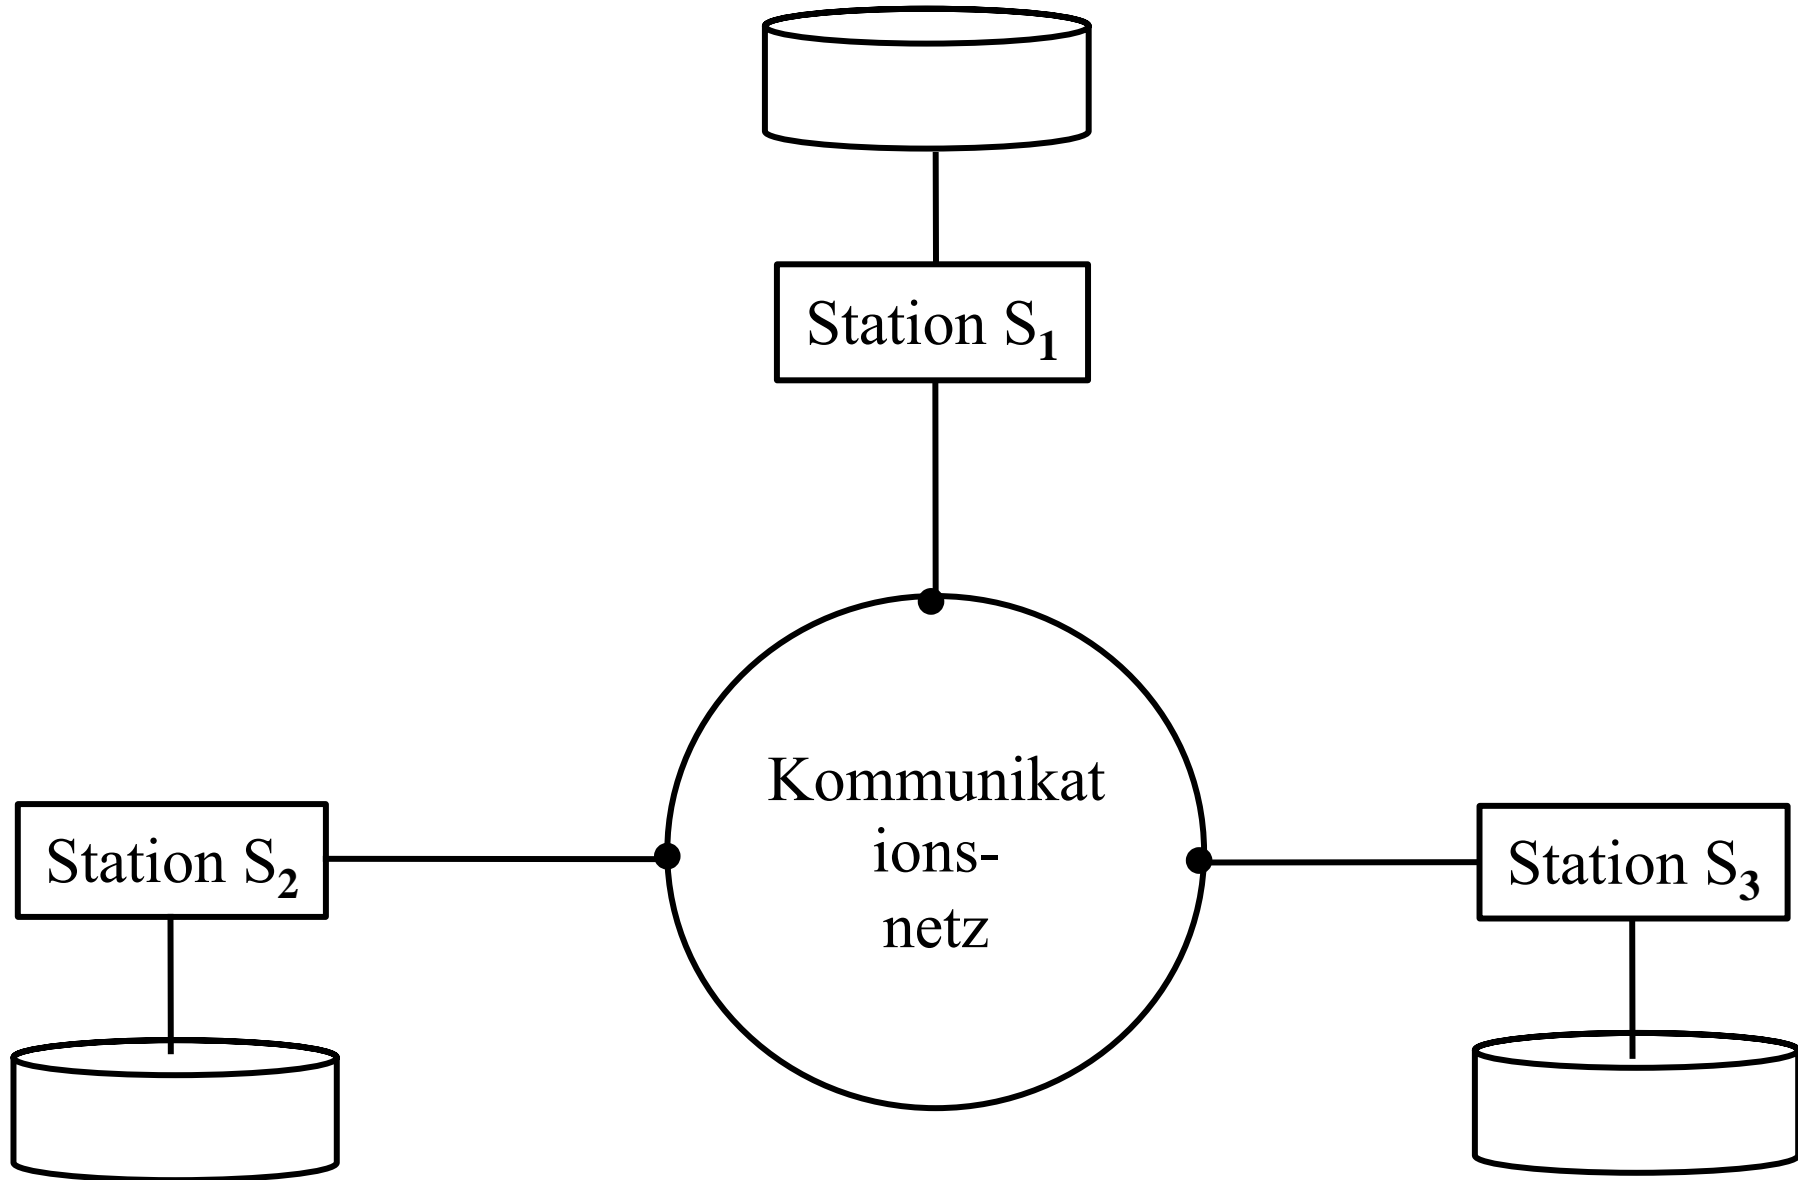 Station S₁
Kommunikat
ions-
netz
Station S₂
Station S₃